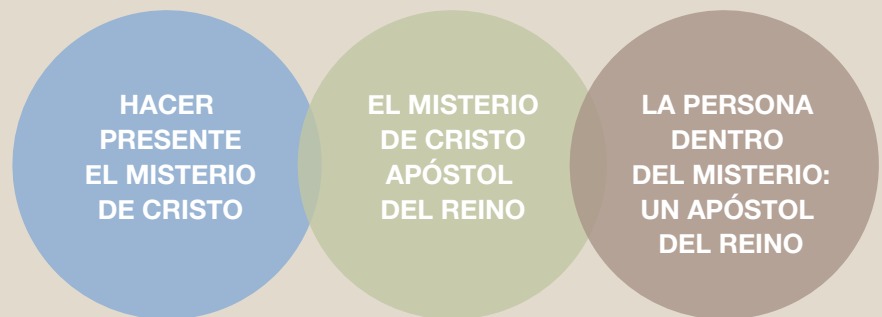 HACER
PRESENTE
EL MISTERIO
DE CRISTO
EL MISTERIO
DE CRISTO
APÓSTOL
DEL REINO
LA PERSONA
DENTRO
DEL MISTERIO:
UN APÓSTOL
DEL REINO